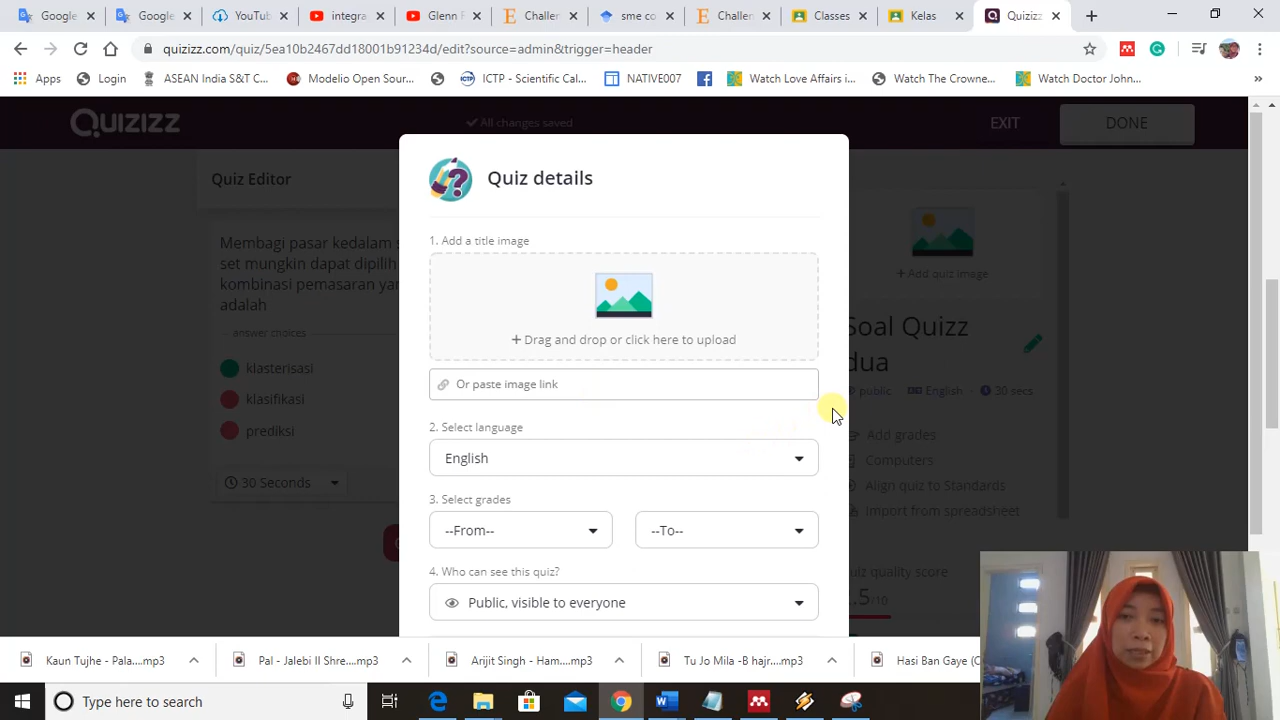 Google
Google
YouTu
integra
Glenn F
Challer
sme co
Challer
Classes
Kelas
Quizizz
quizizz.com/quiz/5ea10b2467dd18001b91234d/edit?source=admin&trigger=header
Apps Login ASEAN India S&T C... Modelio Open Sour... ICTP - Scientific Cal... NATIVE007 Watch Love Affairs i... Watch The Crowne... Watch Doctor John... »
Quizizz All changes saved EXIT DONE
Quiz Editor
Membagi pasar kedalam s
set mungkin dapat dipilih
kombinasi pemasaran yan
adalah
answer choices
klasterisasi
klasifikasi
prediksi
30 Seconds
Quiz details
1. Add a title image
+ Drag and drop or click here to upload
Or paste image link
2. Select language
English
3. Select grades
--From-- --To--
4. Who can see this quiz?
Public, visible to everyone
+ Add quiz image
Soal Quizz
dua
public English 30 secs
Add grades
Computers
Align quiz to Standards
Import from spreadsheet
uiz quality score
.5/10
Kaun Tujhe - Pala....mp3 Pal - Jalebi II Shre....mp3 Arijit Singh - Ham....mp3 Tu Jo Mila -B hajr....mp3 Hasi Ban Gaye (C
Type here to search